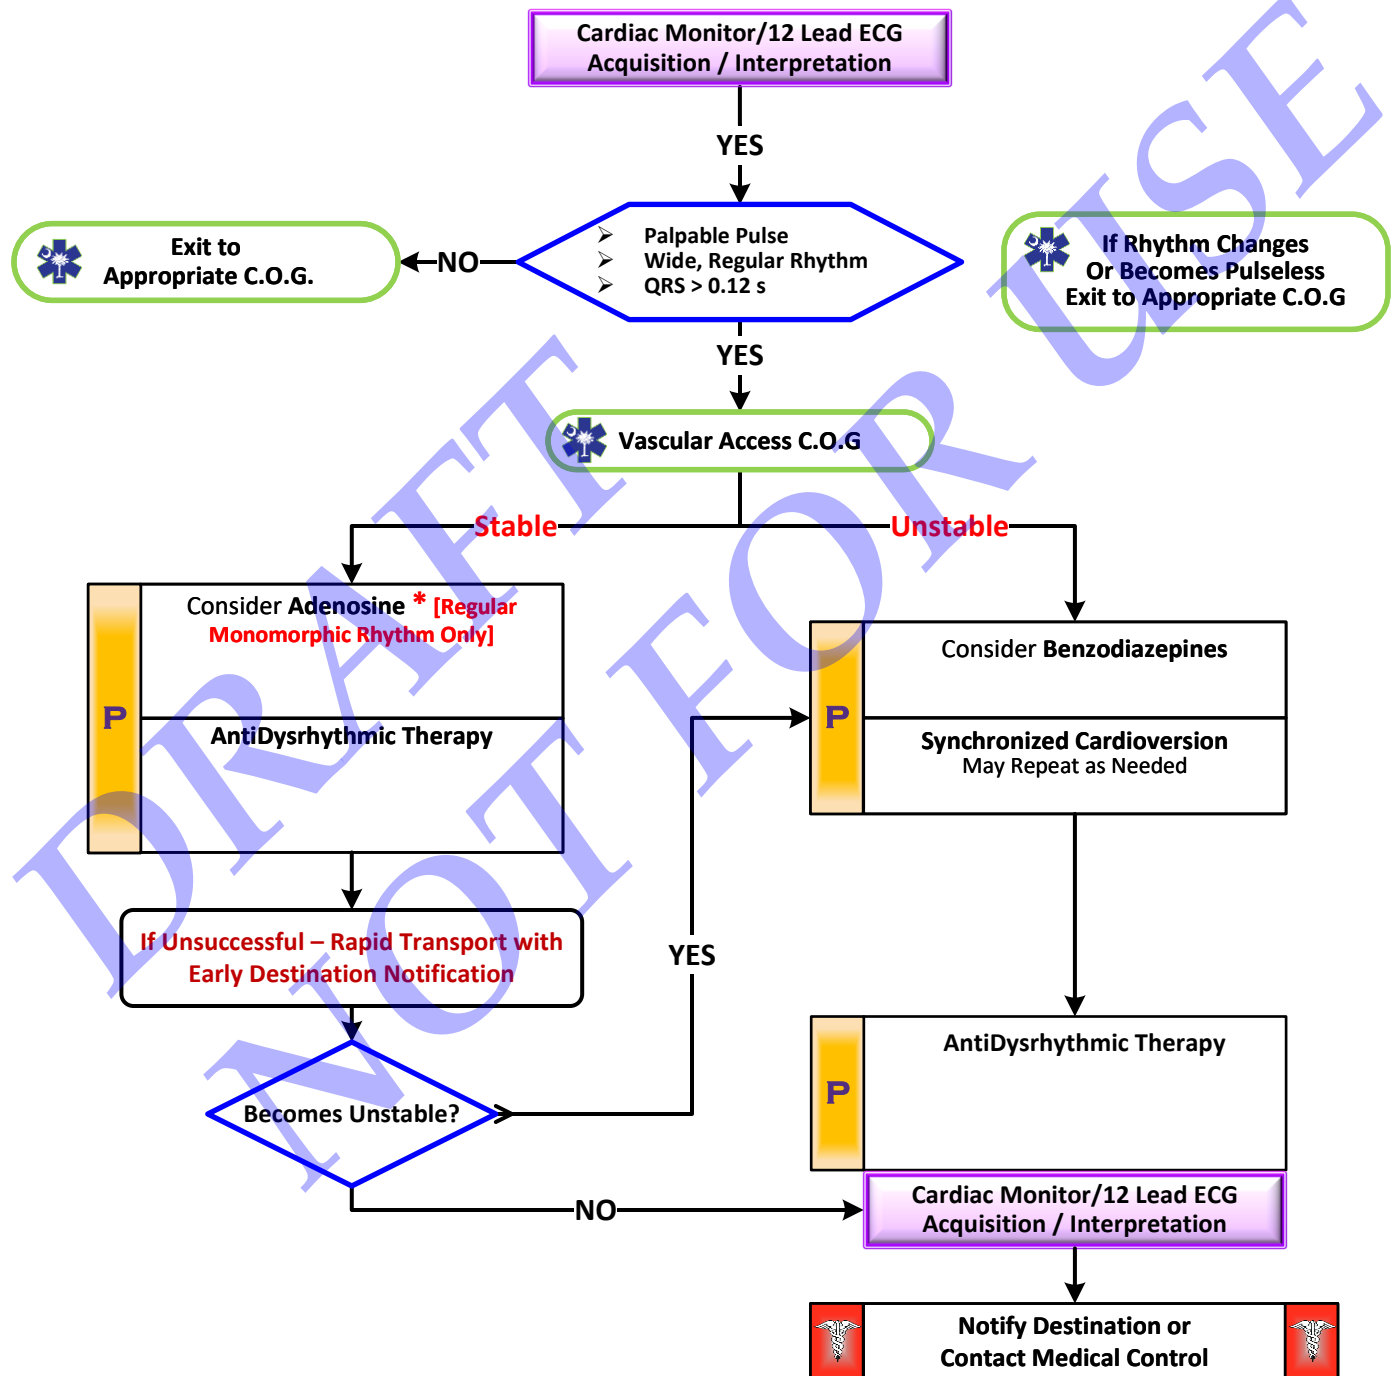 Cardiac Monitor/12 Lead ECG
Acquisition / Interpretation
YES
Exit to
Appropriate C.O.G.
NO
➢ Palpable Pulse
➢ Wide, Regular Rhythm
➢ QRS > 0.12 s
If Rhythm Changes
Or Becomes Pulseless
Exit to Appropriate C.O.G
YES
Vascular Access C.O.G
Stable
Unstable
P
Consider Adenosine * [Regular
Monomorphic Rhythm Only]
AntiDysrhythmic Therapy
P
Consider Benzodiazepines
Synchronized Cardioversion
May Repeat as Needed
If Unsuccessful – Rapid Transport with
Early Destination Notification
YES
Becomes Unstable?
P
AntiDysrhythmic Therapy
NO
Cardiac Monitor/12 Lead ECG
Acquisition / Interpretation
Notify Destination or
Contact Medical Control
DRAFT
NOT FOR USE